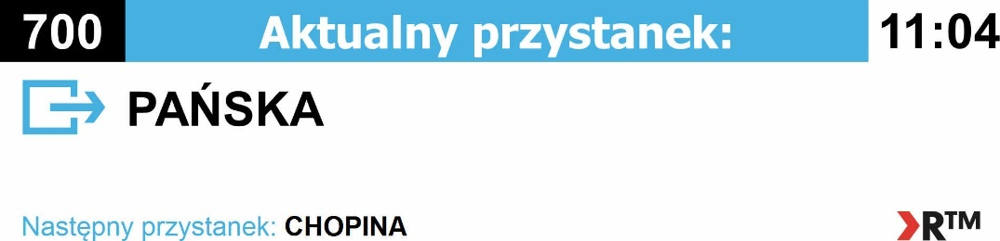 700 Aktualny przystanek: 11:04
PAŃSKA
Następny przystanek: CHOPINA
RTM